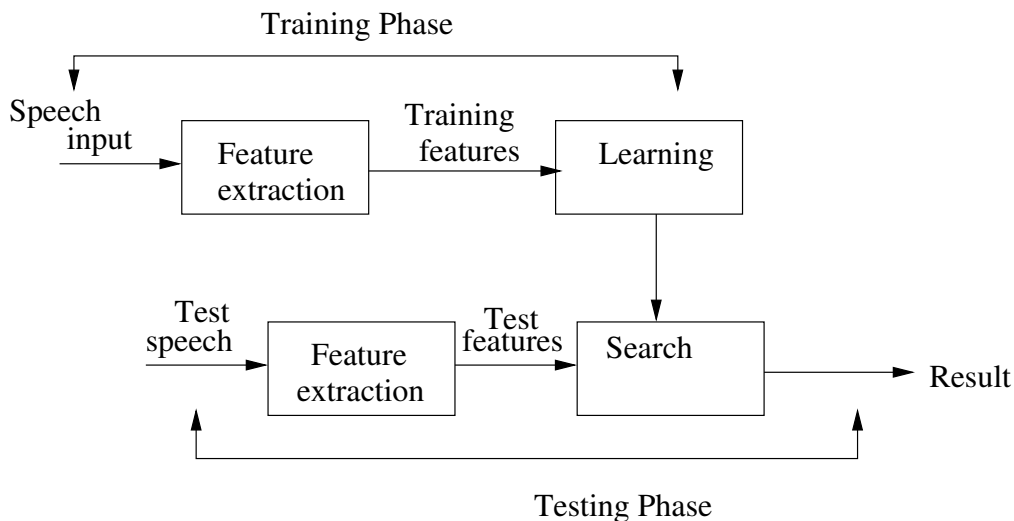 Training Phase
Speech
input
Feature
extraction
Training
features
Learning
Test
speech
Feature
extraction
Test
features
Search
Result
Testing Phase